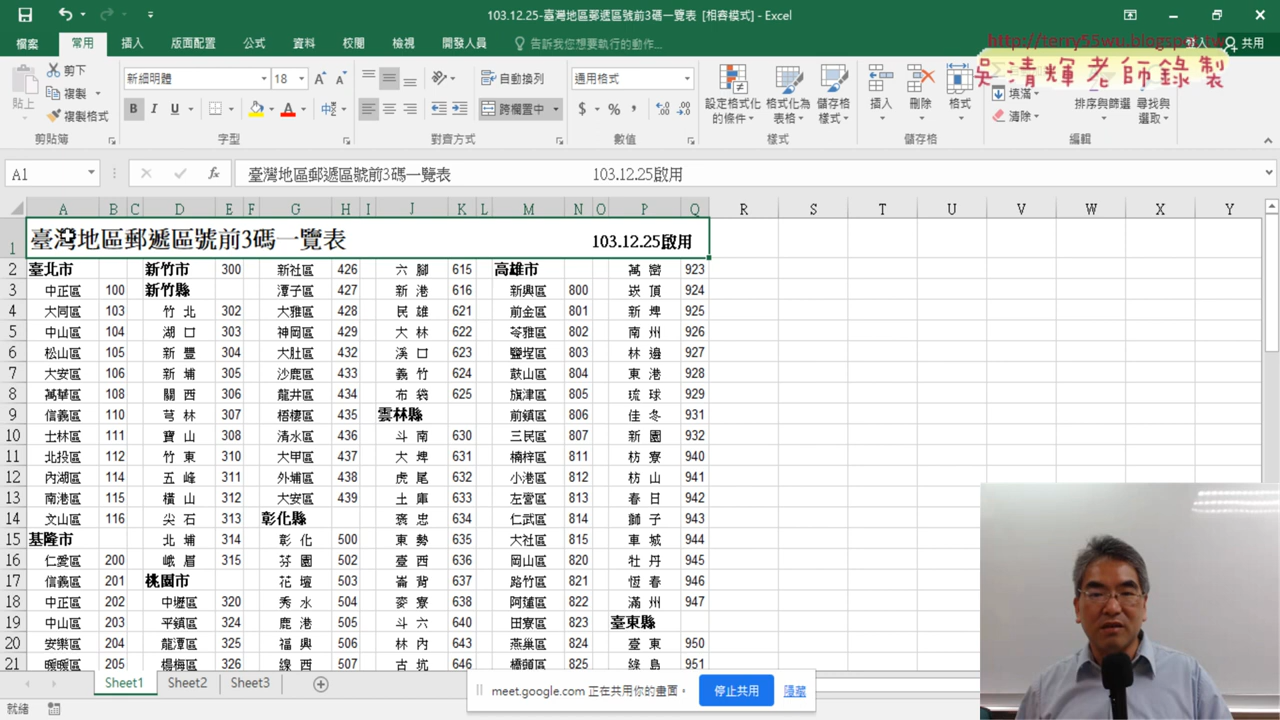 103.12.25-臺灣地區郵遞區號前3碼一覽表 [相容模式] - Excel
http://terry55wu.blogspot.tw
吳清輝老師錄製
檔案 常用 插入 版面配置 公式 資料 校閱 檢視 開發人員 告訴我您想要執行的動作... 登入 共用
貼上 剪下 複製 複製格式 剪貼簿
新細明體 18 B I U 中 字型
自動換列 跨欄置中 對齊方式
通用格式 $ % , 數值
設定格式化的條件 格式化為表格 儲存格樣式 樣式
插入 刪除 格式 儲存格
填滿 清除 排序與篩選 尋找與選取 編輯
A1 fx 臺灣地區郵遞區號前3碼一覽表 103.12.25啟用
A B C D E F G H I J K L M N O P Q R S T U V W X Y
1 臺灣地區郵遞區號前3碼一覽表 103.12.25啟用
2 臺北市 新竹市 300 新社區 426 六 腳 615 高雄市 萬 巒 923
3 中正區 100 新竹縣 潭子區 427 新 港 616 新興區 800 崁 頂 924
4 大同區 103 竹 北 302 大雅區 428 民 雄 621 前金區 801 新 埤 925
5 中山區 104 湖 口 303 神岡區 429 大 林 622 苓雅區 802 南 州 926
6 松山區 105 新 豐 304 大肚區 432 溪 口 623 鹽埕區 803 林 邊 927
7 大安區 106 新 埔 305 沙鹿區 433 義 竹 624 鼓山區 804 東 港 928
8 萬華區 108 關 西 306 龍井區 434 布 袋 625 旗津區 805 琉 球 929
9 信義區 110 芎 林 307 梧棲區 435 雲林縣 前鎮區 806 佳 冬 931
10 士林區 111 寶 山 308 清水區 436 斗 南 630 三民區 807 新 園 932
11 北投區 112 竹 東 310 大甲區 437 大 埤 631 楠梓區 811 枋 寮 940
12 內湖區 114 五 峰 311 外埔區 438 虎 尾 632 小港區 812 枋 山 941
13 南港區 115 橫 山 312 大安區 439 土 庫 633 左營區 813 春 日 942
14 文山區 116 尖 石 313 彰化縣 褒 忠 634 仁武區 814 獅 子 943
15 基隆市 北 埔 314 彰 化 500 東 勢 635 大社區 815 車 城 944
16 仁愛區 200 峨 眉 315 芬 園 502 臺 西 636 岡山區 820 牡 丹 945
17 信義區 201 桃園市 花 壇 503 崙 背 637 路竹區 821 恆 春 946
18 中正區 202 中壢區 320 秀 水 504 麥 寮 638 阿蓮區 822 滿 州 947
19 中山區 203 平鎮區 324 鹿 港 505 斗 六 640 田寮區 823 臺東縣
20 安樂區 204 龍潭區 325 福 興 506 林 內 643 燕巢區 824 臺 東 950
21 暖暖區 205 楊梅區 326 線 西 507 古 坑 646 橋頭區 825 綠 島 951
Sheet1 Sheet2 Sheet3
meet.google.com 正在共用你的畫面。 停止共用 隱藏
就緒